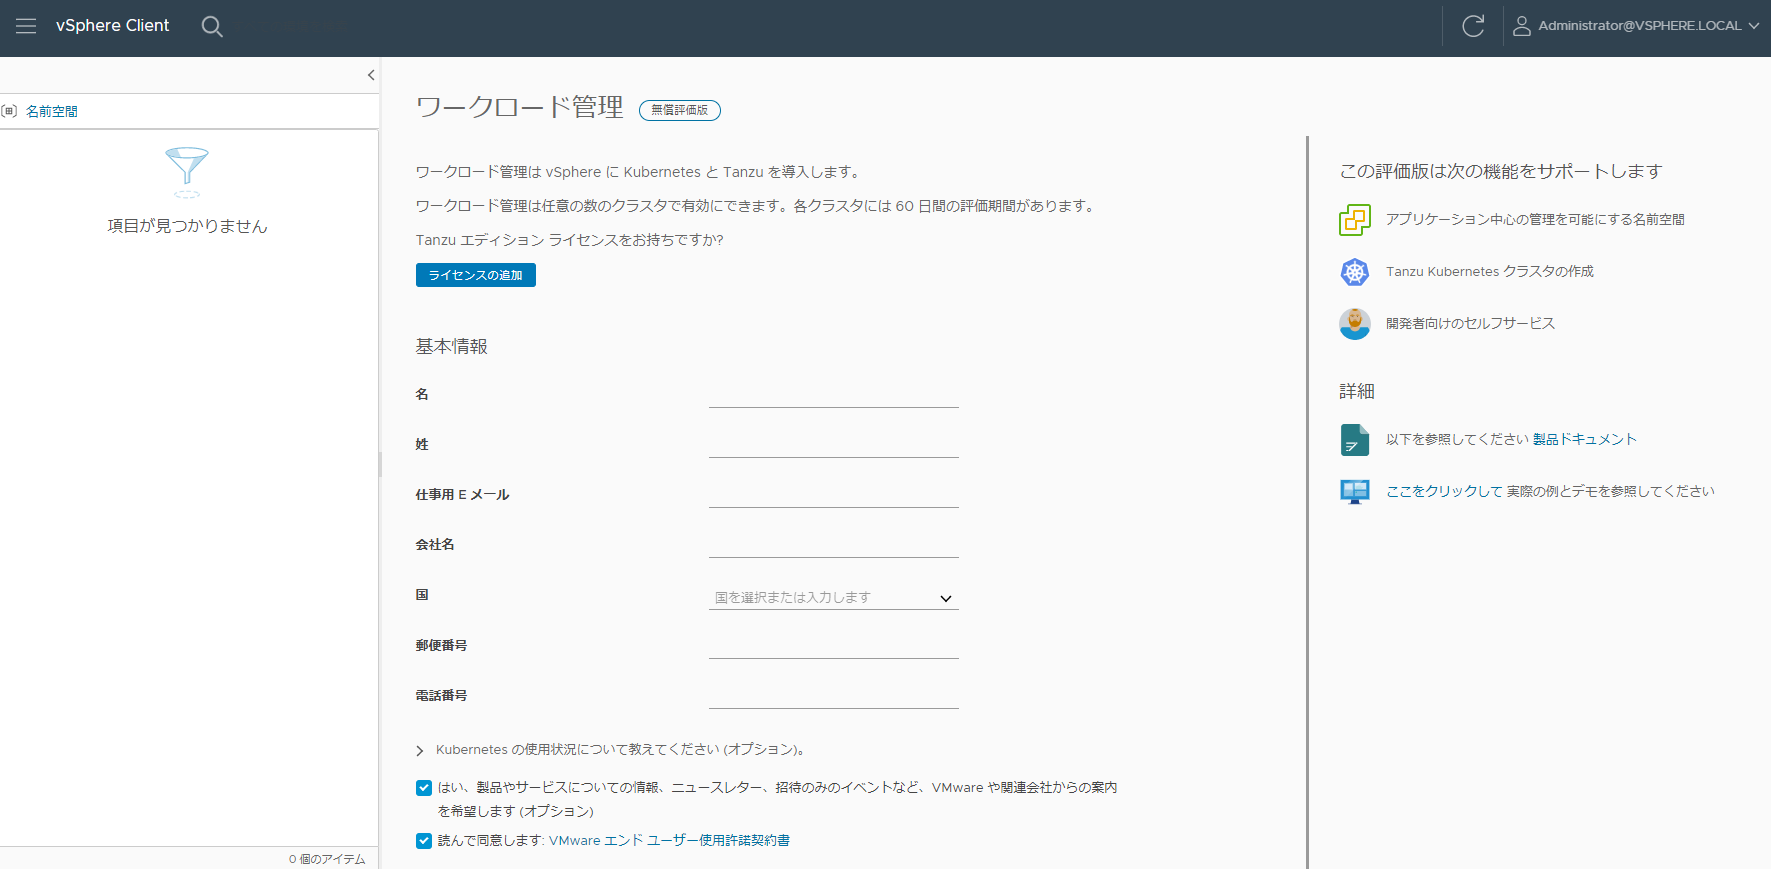 vSphere Client
Administrator@VSPHERE.LOCAL
名前空間
項目が見つかりません
0 個のアイテム
ワークロード管理 無償評価版
ワークロード管理は vSphere に Kubernetes と Tanzu を導入します。
ワークロード管理は任意の数のクラスタで有効にできます。各クラスタには 60 日間の評価期間があります。
Tanzu エディション ライセンスをお持ちですか?
ライセンスの追加
基本情報
名
姓
仕事用 E メール
会社名
国 国を選択または入力します
郵便番号
電話番号
Kubernetes の使用状況について教えてください (オプション)。
はい、製品やサービスについての情報、ニュースレター、招待のみのイベントなど、VMware や関連会社からの案内
を希望します (オプション)
読んで同意します: VMware エンド ユーザー使用許諾契約書
この評価版は次の機能をサポートします
アプリケーション中心の管理を可能にする名前空間
Tanzu Kubernetes クラスタの作成
開発者向けのセルフサービス
詳細
以下を参照してください 製品ドキュメント
ここをクリックして 実際の例とデモを参照してください